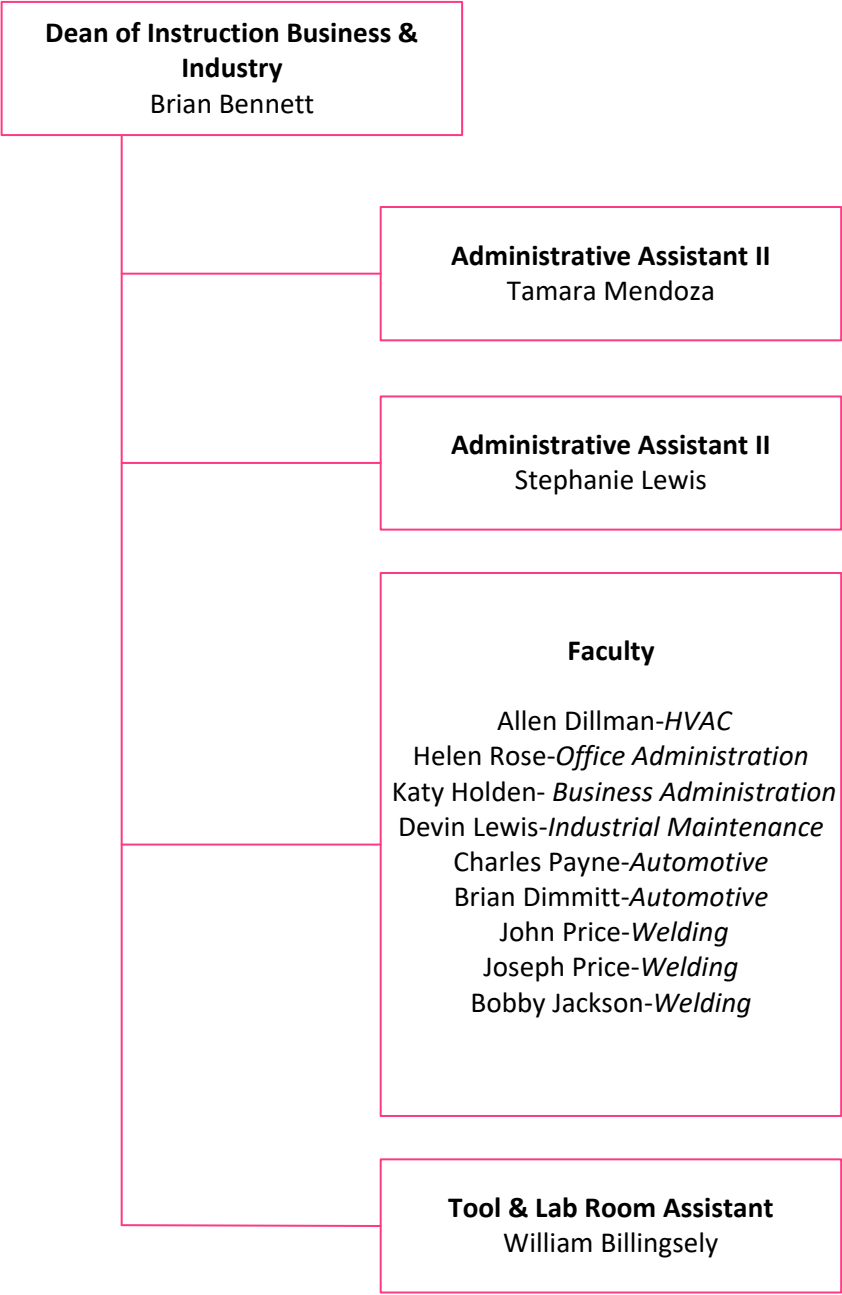 Dean of Instruction Business &
Industry
Brian Bennett
Administrative Assistant II
Tamara Mendoza
Administrative Assistant II
Stephanie Lewis
Faculty
Allen Dillman-HVAC
Helen Rose-Office Administration
Katy Holden- Business Administration
Devin Lewis-Industrial Maintenance
Charles Payne-Automotive
Brian Dimmitt-Automotive
John Price-Welding
Joseph Price-Welding
Bobby Jackson-Welding
Tool & Lab Room Assistant
William Billingsely